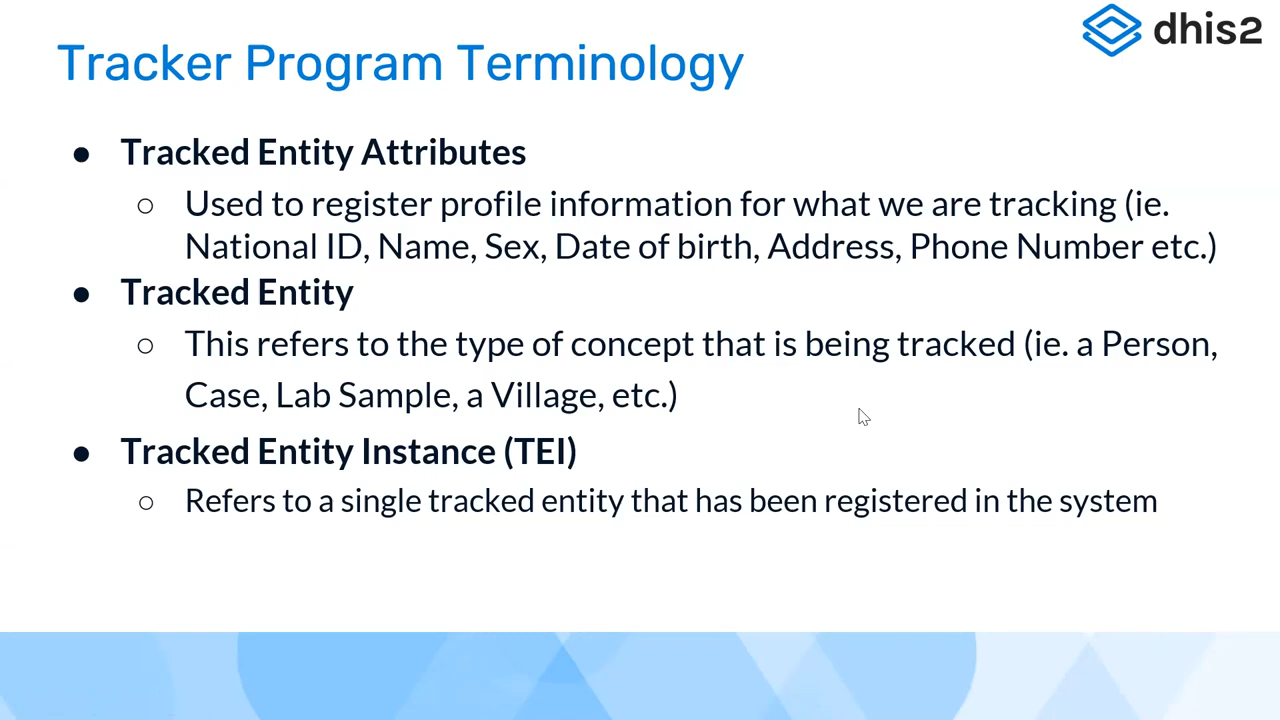 dhis2
Tracker Program Terminology
● Tracked Entity Attributes
○ Used to register profile information for what we are tracking (ie.
National ID, Name, Sex, Date of birth, Address, Phone Number etc.)
● Tracked Entity
○ This refers to the type of concept that is being tracked (ie. a Person,
Case, Lab Sample, a Village, etc.)
● Tracked Entity Instance (TEI)
○ Refers to a single tracked entity that has been registered in the system